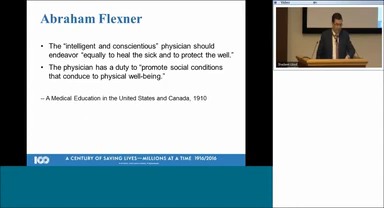 Abraham Flexner
• The “intelligent and conscientious” physician should
endeavor “equally to heal the sick and to protect the well.”
• The physician has a duty to “promote social conditions
that conduce to physical well-being.”
– A Medical Education in the United States and Canada, 1910
100
A CENTURY OF SAVING LIVES—MILLIONS AT A TIME 1916/2016
Video